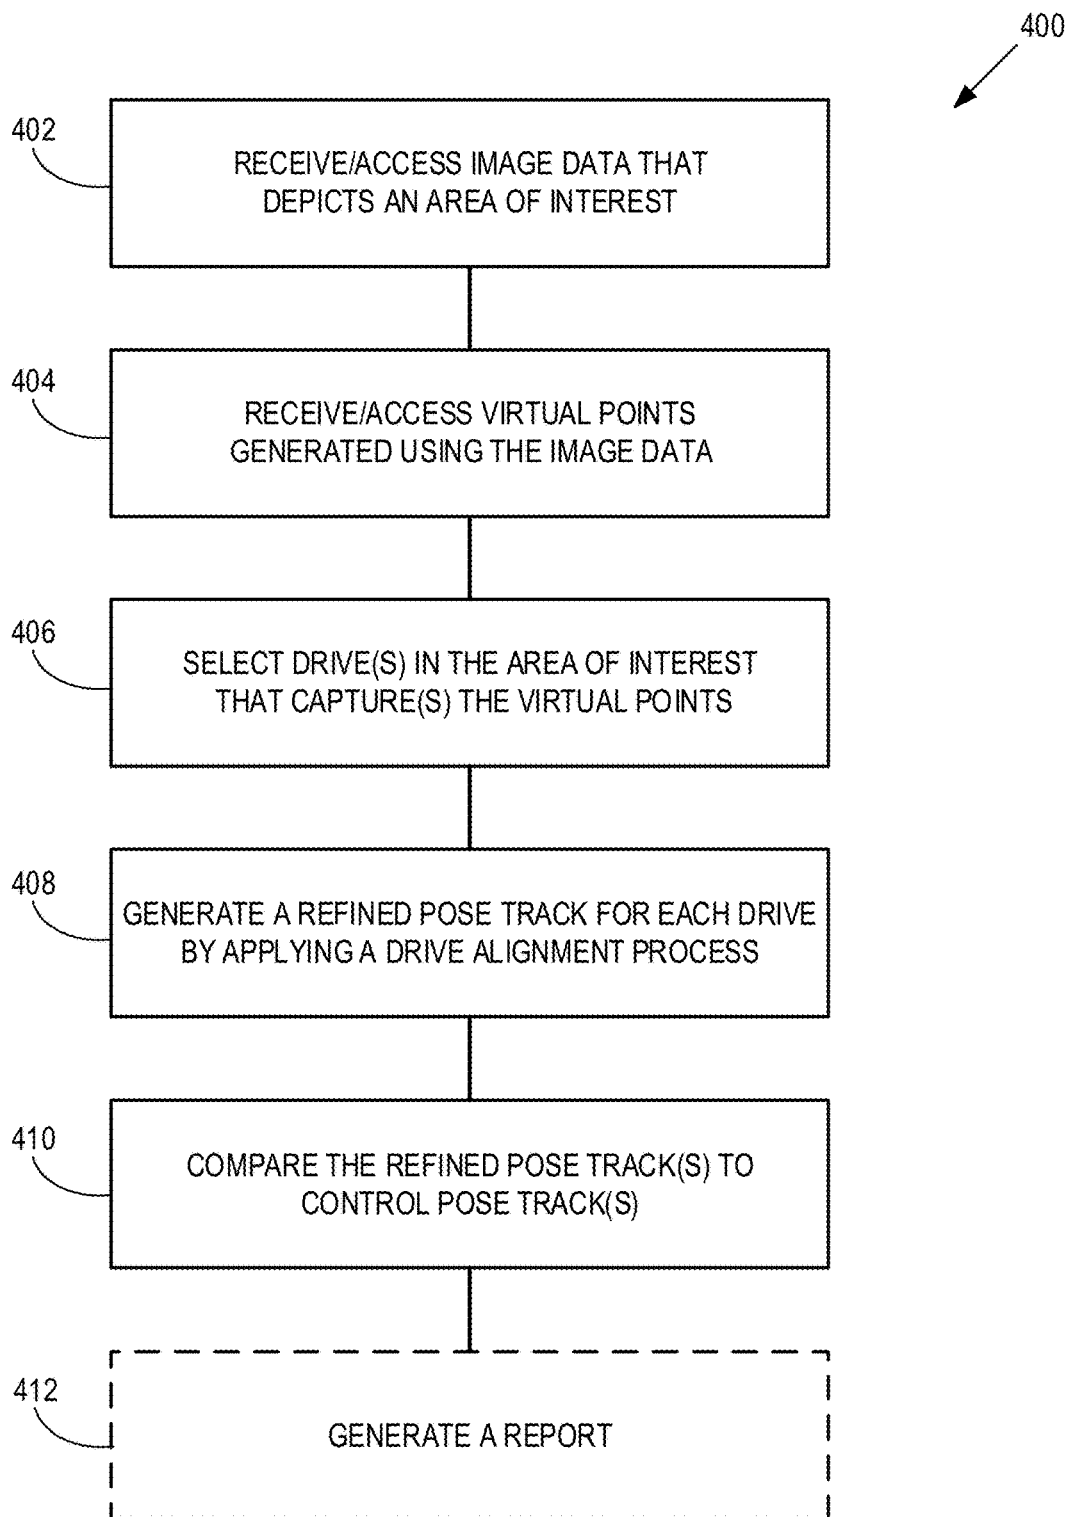 400
402
RECEIVE/ACCESS IMAGE DATA THAT
DEPICTS AN AREA OF INTEREST
404
RECEIVE/ACCESS VIRTUAL POINTS
GENERATED USING THE IMAGE DATA
406
SELECT DRIVE(S) IN THE AREA OF INTEREST
THAT CAPTURE(S) THE VIRTUAL POINTS
408
GENERATE A REFINED POSE TRACK FOR EACH DRIVE
BY APPLYING A DRIVE ALIGNMENT PROCESS
410
COMPARE THE REFINED POSE TRACK(S) TO
CONTROL POSE TRACK(S)
412
GENERATE A REPORT